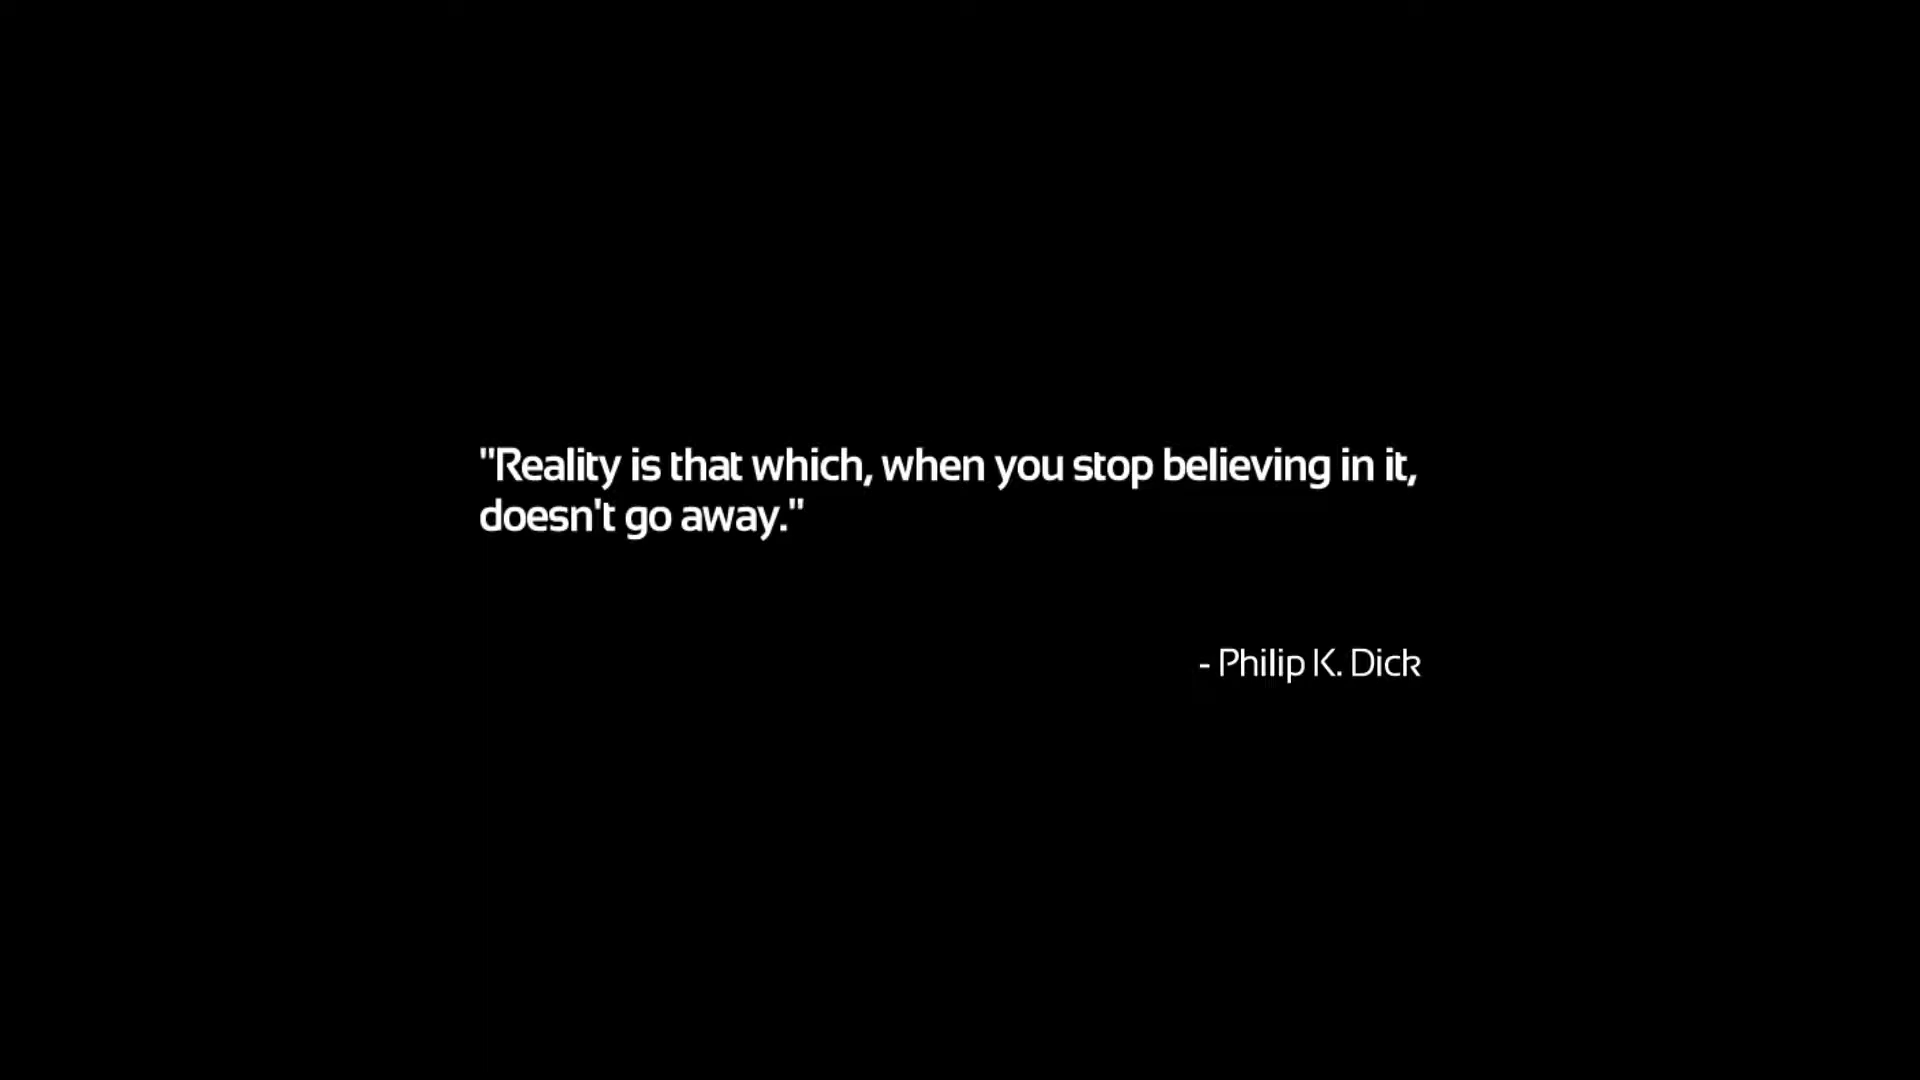 "Reality is that which, when you stop believing in it,
doesn't go away."
- Philip K. Dick